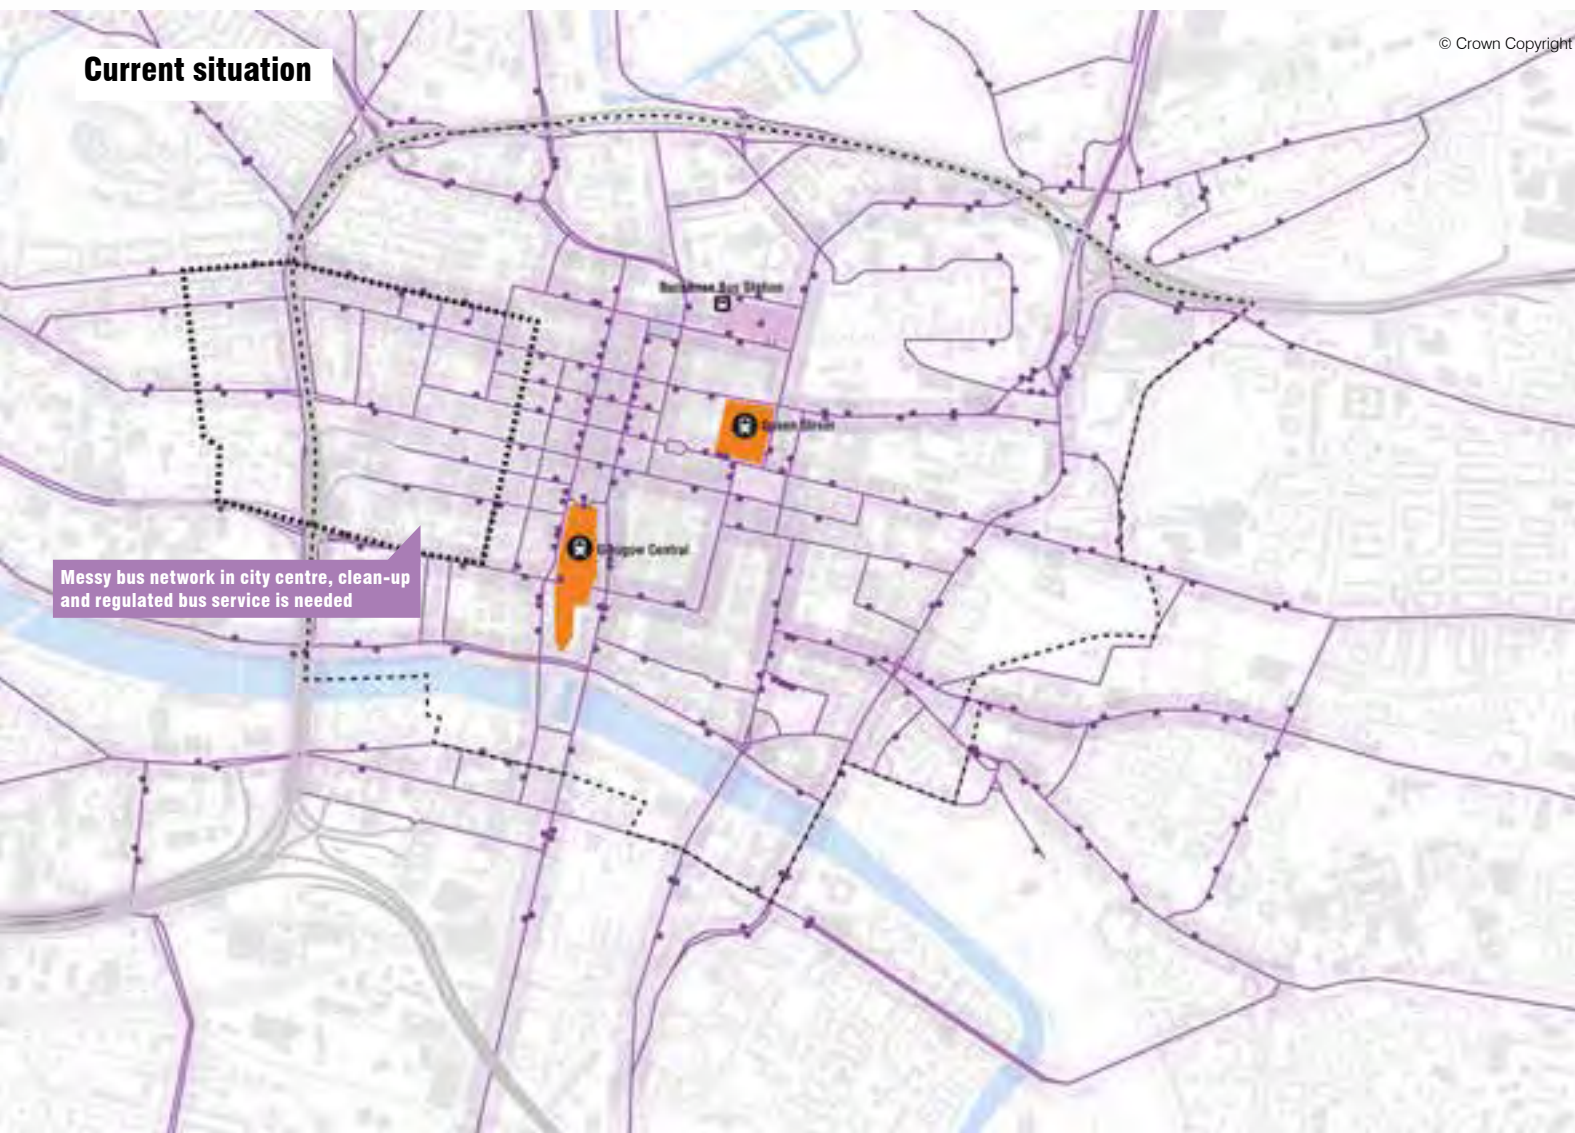 © Crown Copyright
Current situation
Buchanan Bus Station
Queen Street
Glasgow Central
Messy bus network in city centre, clean-up
and regulated bus service is needed